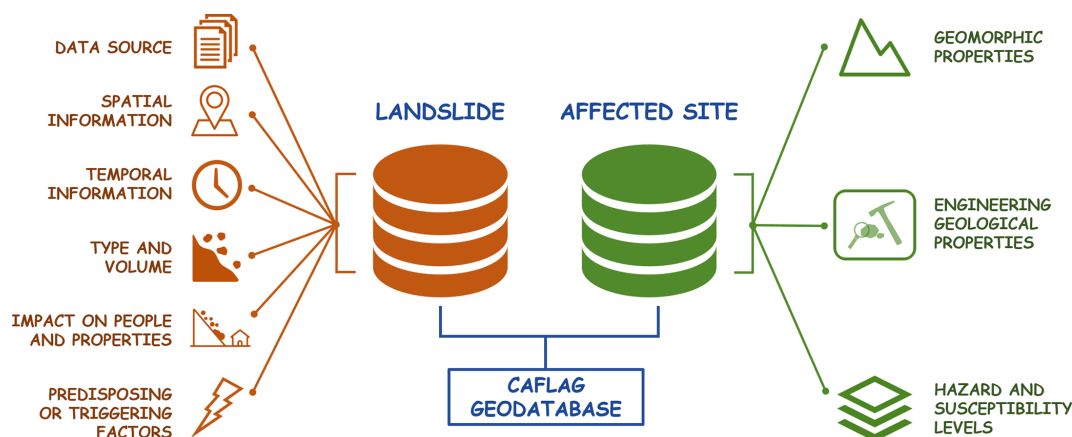 DATA SOURCE
SPATIAL
INFORMATION
TEMPORAL
INFORMATION
TYPE AND
VOLUME
IMPACT ON PEOPLE
AND PROPERTIES
PREDISPOSING
OR TRIGGERING
FACTORS
LANDSLIDE
AFFECTED SITE
CAFLAG
GEODATABASE
GEOMORPHIC
PROPERTIES
ENGINEERING
GEOLOGICAL
PROPERTIES
HAZARD AND
SUSCEPTIBILITY
LEVELS